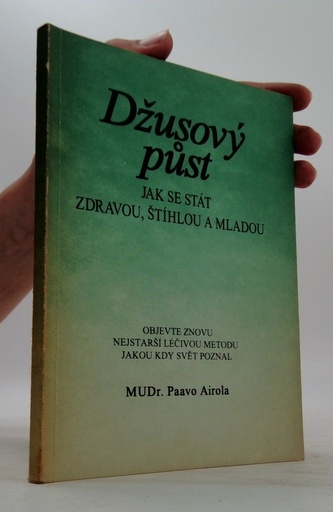 Džusový
půst
JAK SE STÁT
ZDRAVOU, ŠTÍHLOU A MLADOU
OBJEVTE ZNOVU
NEJSTARŠÍ LÉČIVOU METODU
JAKOU KDY SVĚT POZNAL
MUDr. Paavo Airola